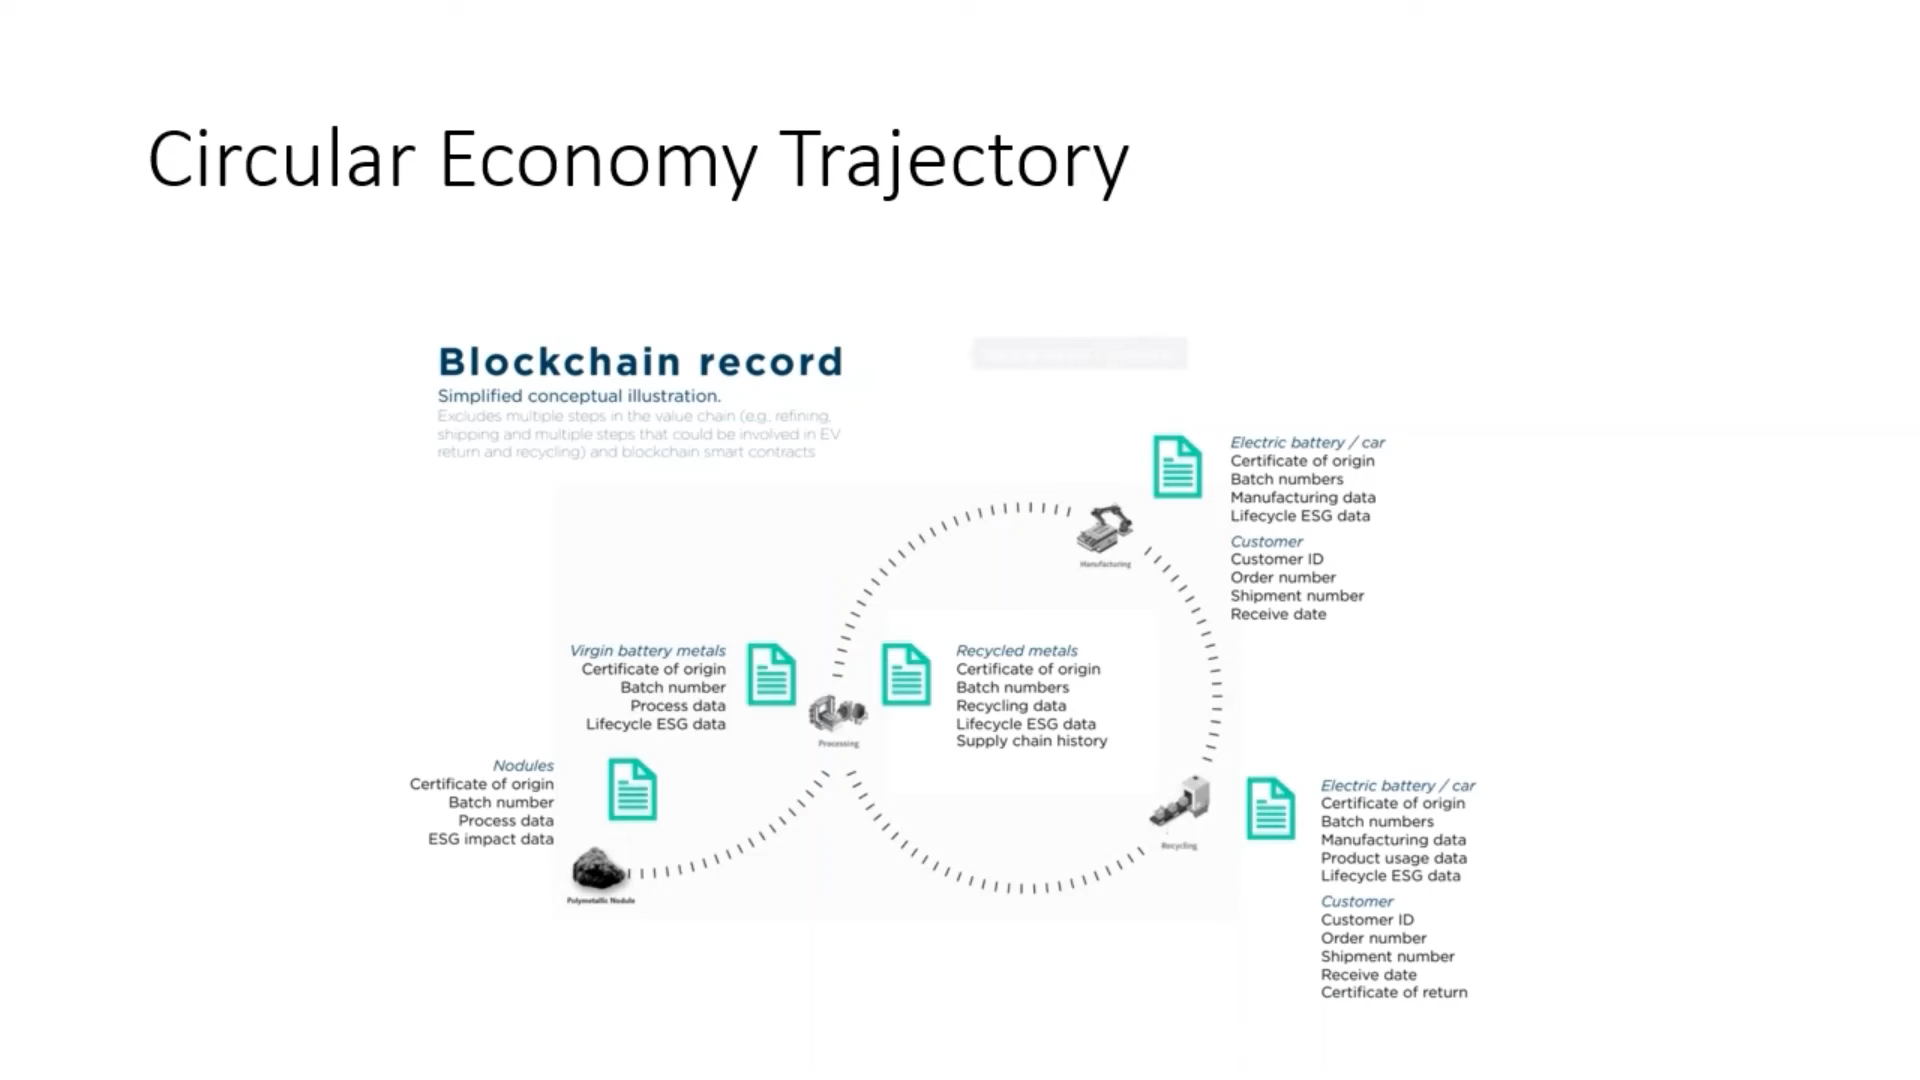 Circular Economy Trajectory
Blockchain record
Simplified conceptual illustration.
Excludes multiple steps in the value chain (e.g., refining,
shipping and multiple steps that could be involved in EV
return and recycling) and blockchain smart contracts
Electric battery / car
Certificate of origin
Batch numbers
Manufacturing data
Lifecycle ESG data
Customer
Customer ID
Order number
Shipment number
Receive date
Manufacturing
Virgin battery metals
Certificate of origin
Batch number
Process data
Lifecycle ESG data
Processing
Recycled metals
Certificate of origin
Batch numbers
Recycling data
Lifecycle ESG data
Supply chain history
Nodules
Certificate of origin
Batch number
Process data
ESG impact data
Polymetallic Nodule
Recycling
Electric battery / car
Certificate of origin
Batch numbers
Manufacturing data
Product usage data
Lifecycle ESG data
Customer
Customer ID
Order number
Shipment number
Receive date
Certificate of return